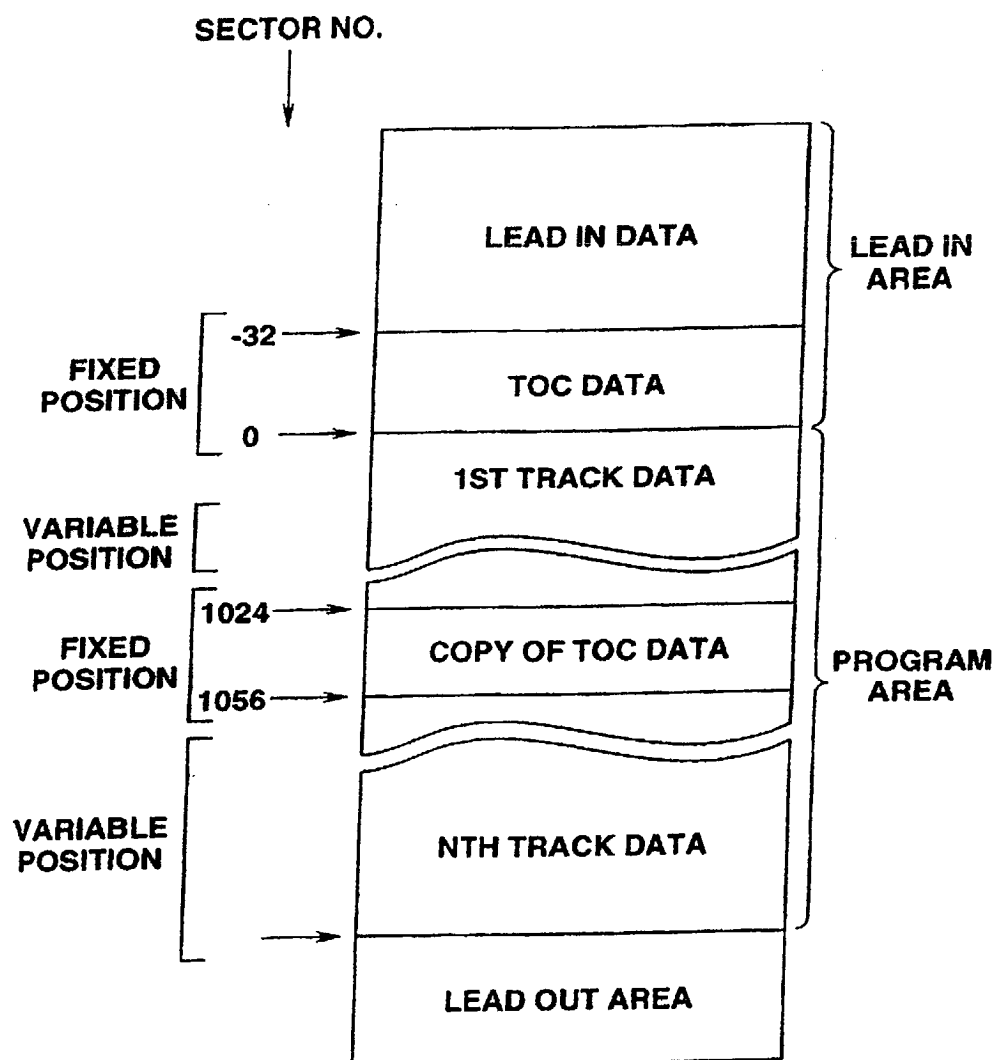 SECTOR NO.
LEAD IN DATA
LEAD IN
AREA
-32
FIXED
POSITION
TOC DATA
0
1ST TRACK DATA
VARIABLE
POSITION
1024
FIXED
POSITION
COPY OF TOC DATA
PROGRAM
AREA
1056
VARIABLE
POSITION
NTH TRACK DATA
LEAD OUT AREA